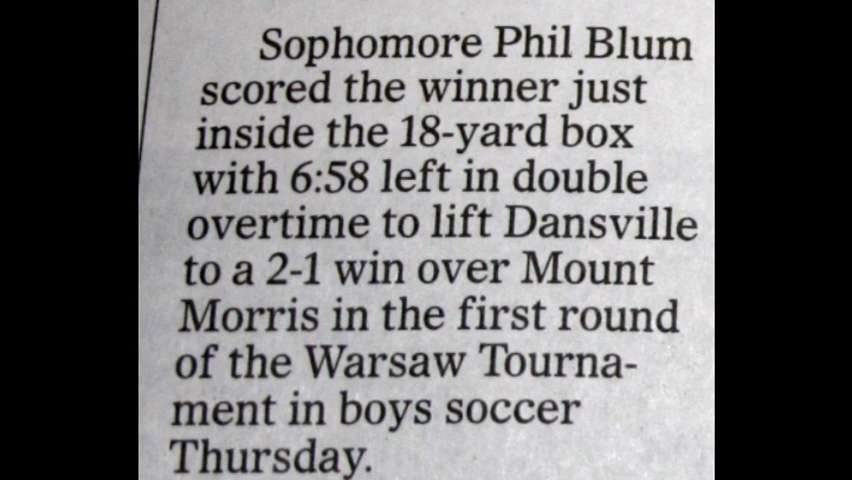 Sophomore Phil Blum
scored the winner just
inside the 18-yard box
with 6:58 left in double
overtime to lift Dansville
to a 2-1 win over Mount
Morris in the first round
of the Warsaw Tourna-
ment in boys soccer
Thursday.